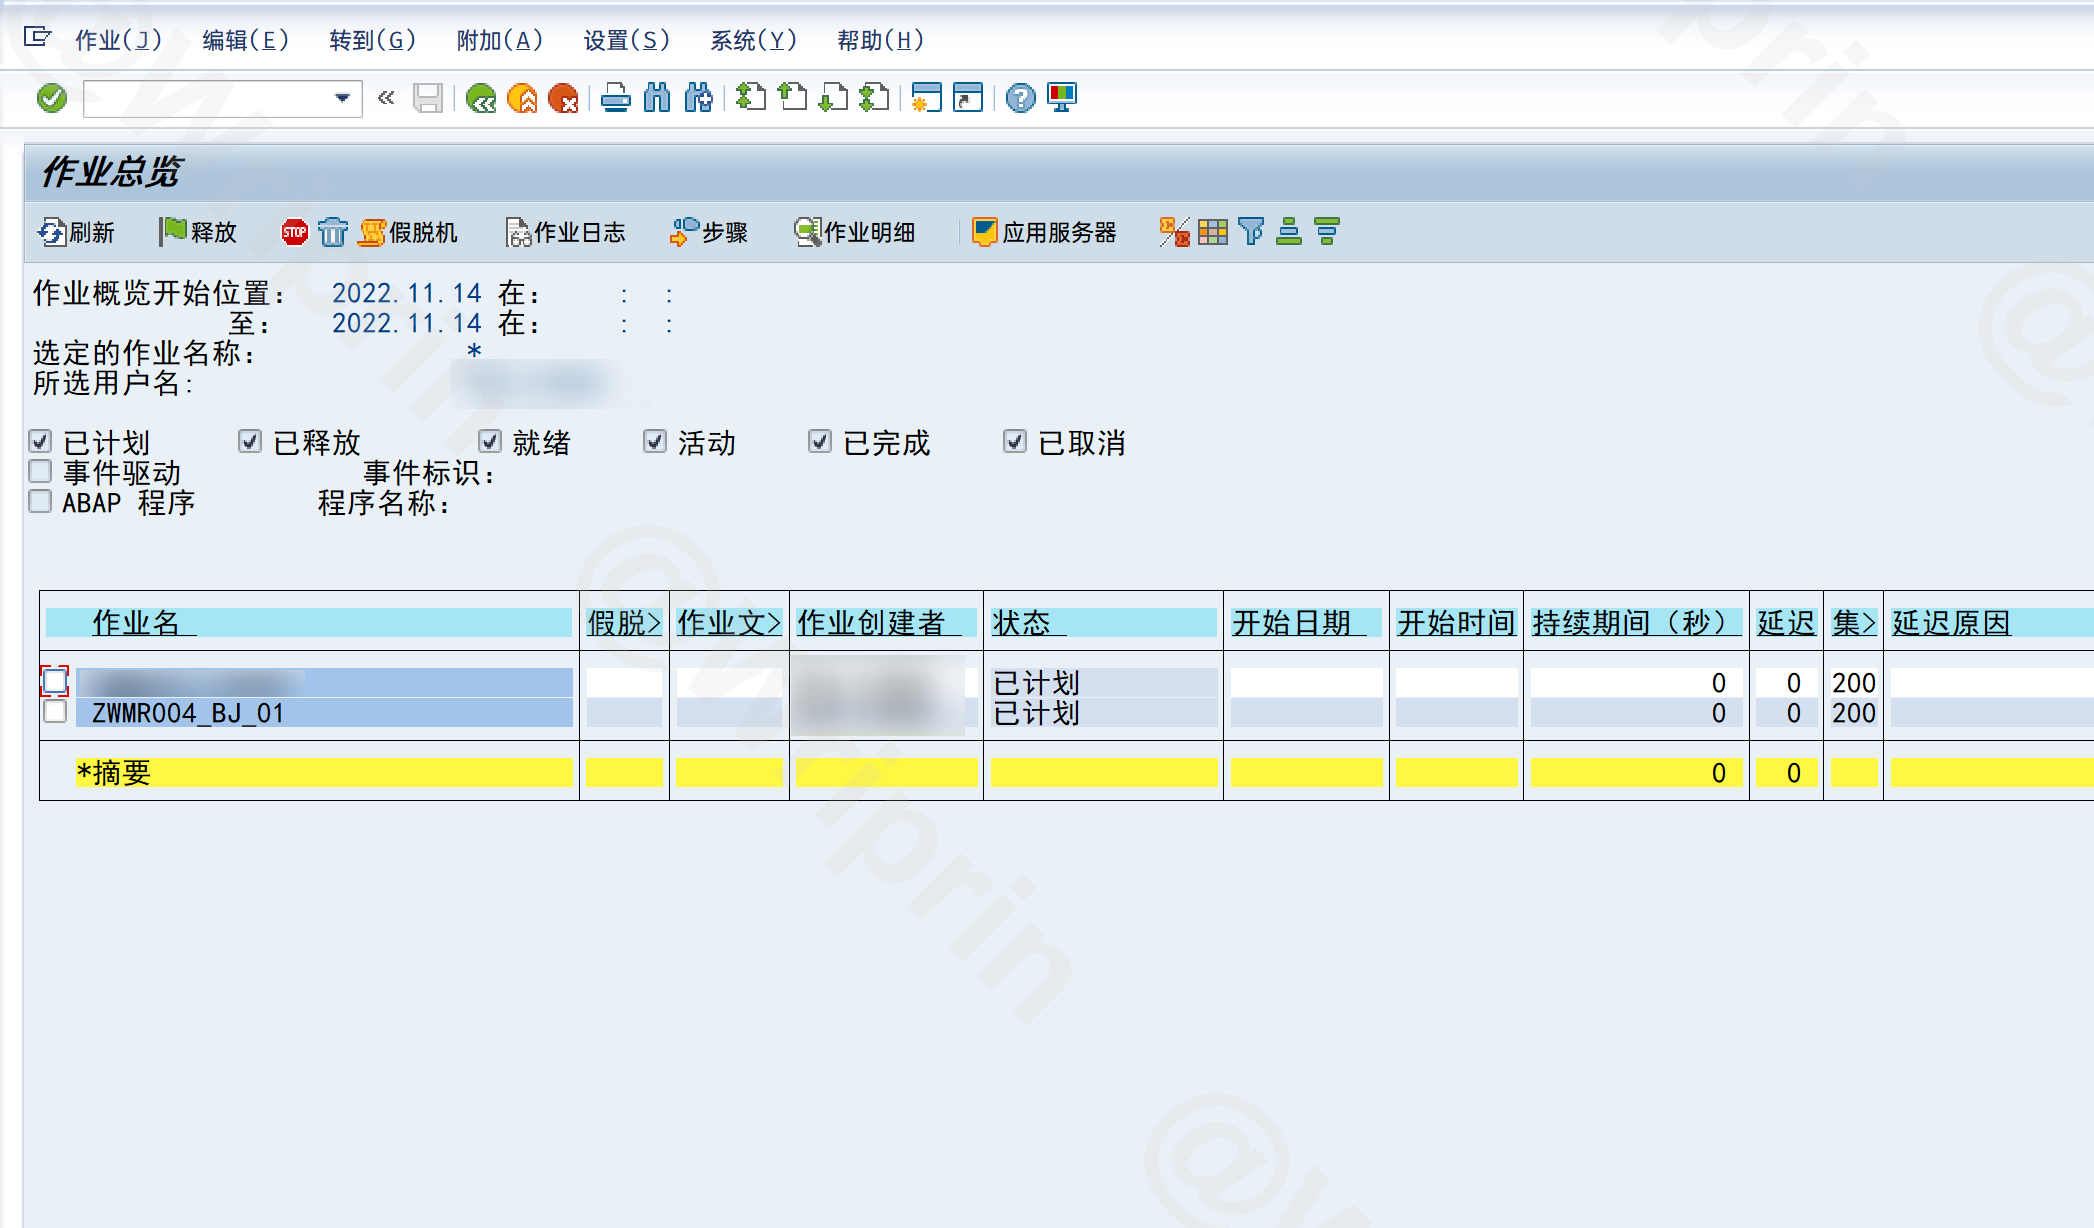 作业(J) 编辑(E) 转到(G) 附加(A) 设置(S) 系统(Y) 帮助(H)
作业总览
刷新 释放 STOP 假脱机 作业日志 步骤 作业明细 应用服务器
作业概览开始位置: 2022.11.14 在: : :
至: 2022.11.14 在: : :
选定的作业名称: *
所选用户名:
已计划 已释放 就绪 活动 已完成 已取消
事件驱动 事件标识:
ABAP 程序 程序名称:
作业名 假脱> 作业文> 作业创建者 状态 开始日期 开始时间 持续期间（秒） 延迟 集> 延迟原因
已计划 0 0 200
ZWMR004_BJ_01 已计划 0 0 200
*摘要 0 0
@Wriprin